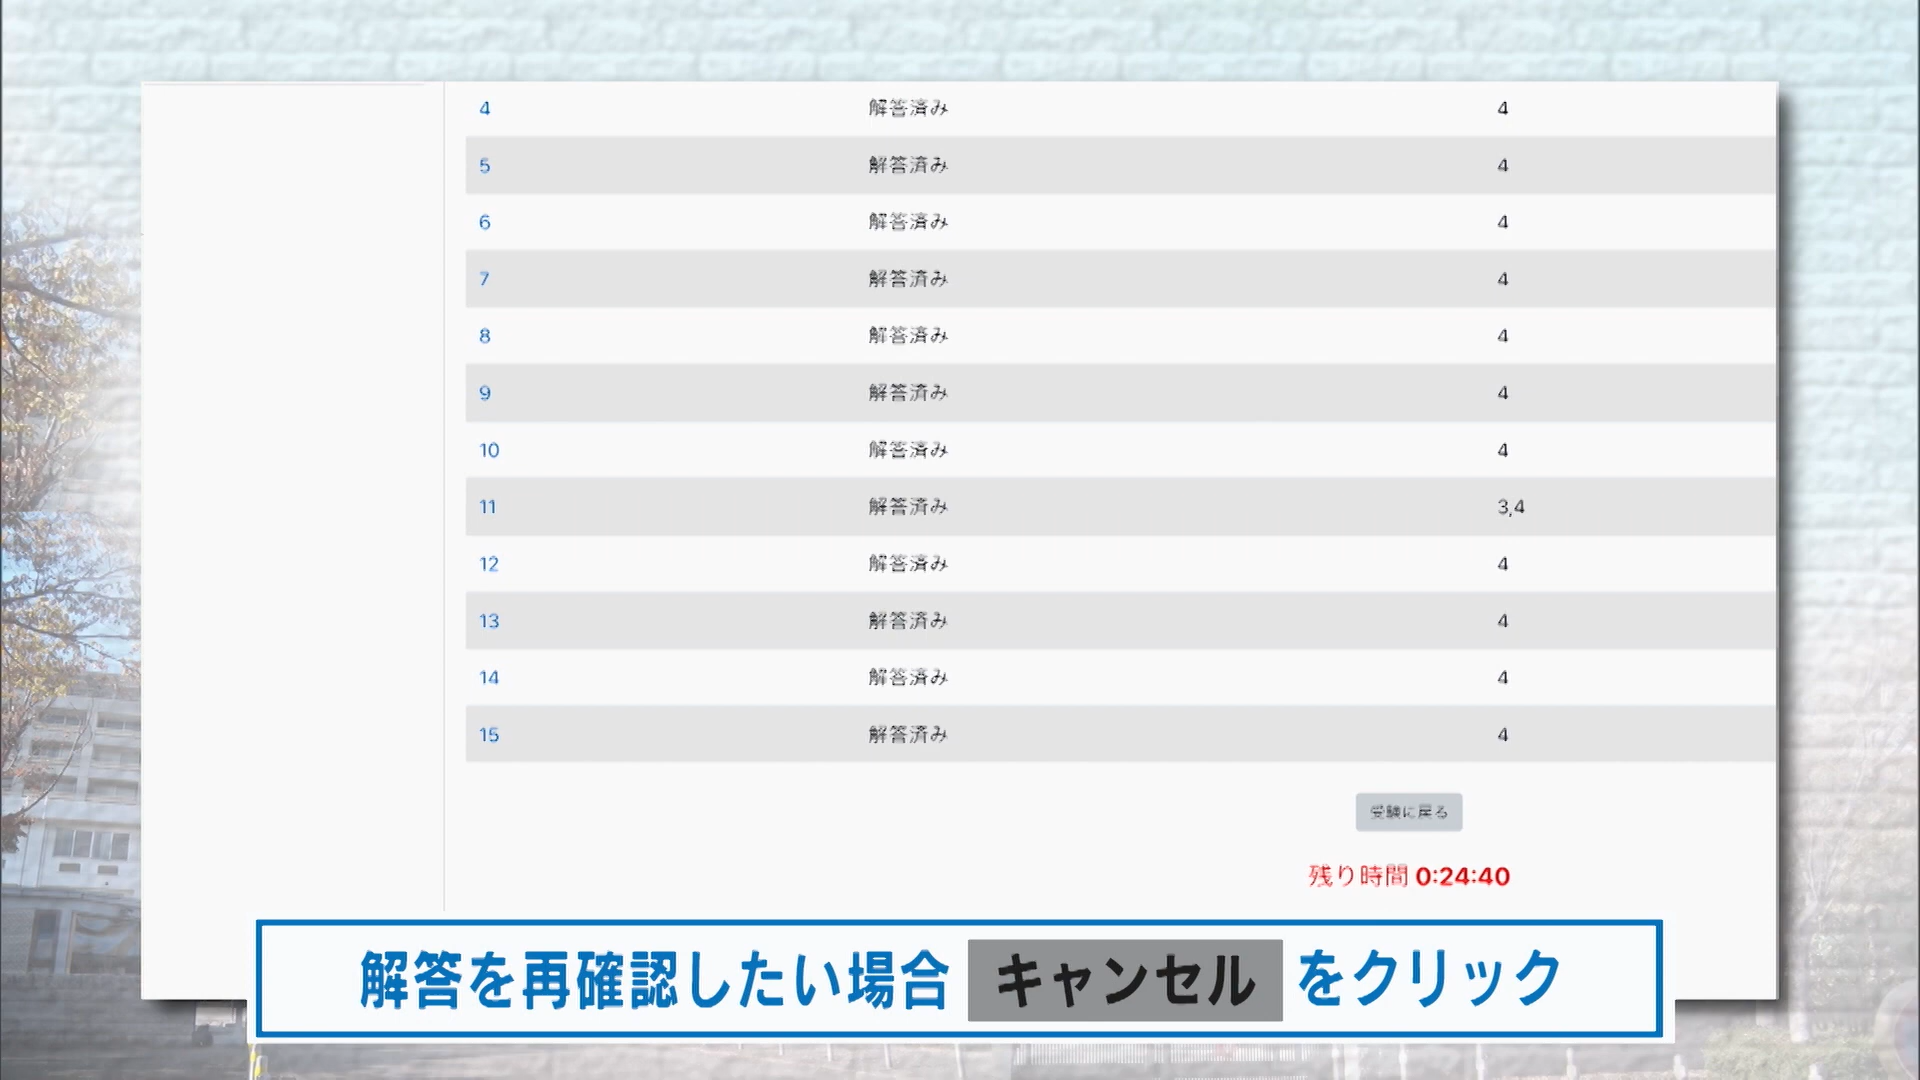 4 解答済み 4
5 解答済み 4
6 解答済み 4
7 解答済み 4
8 解答済み 4
9 解答済み 4
10 解答済み 4
11 解答済み 3,4
12 解答済み 4
13 解答済み 4
14 解答済み 4
15 解答済み 4
受験に戻る
残り時間 0:24:40
解答を再確認したい場合 キャンセル をクリック